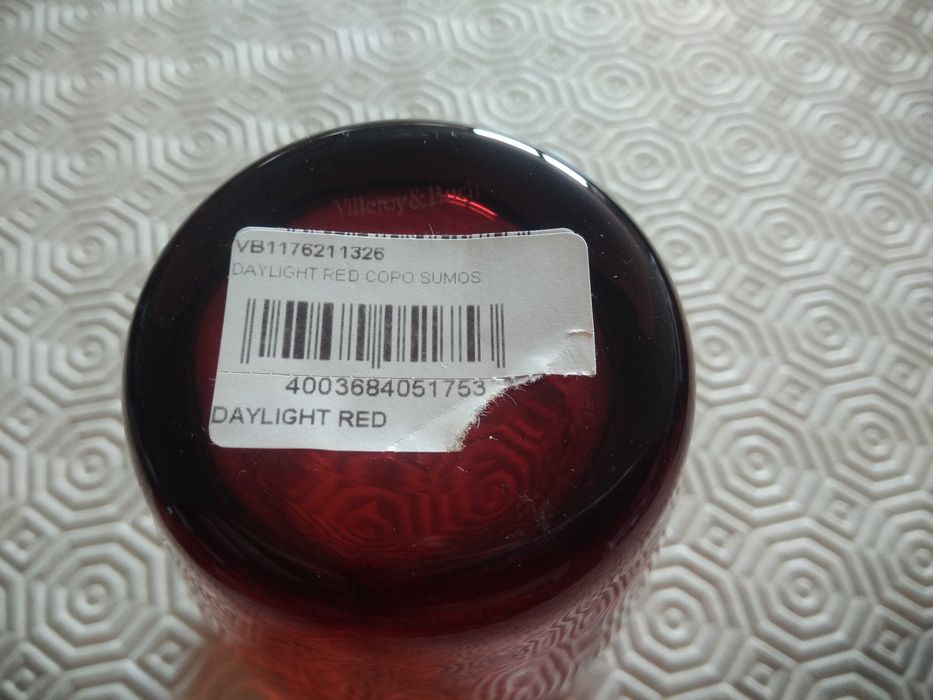 Villeroy & Boch
VB1176211326
DAYLIGHT RED COPO SUMOS
4003684051753
DAYLIGHT RED